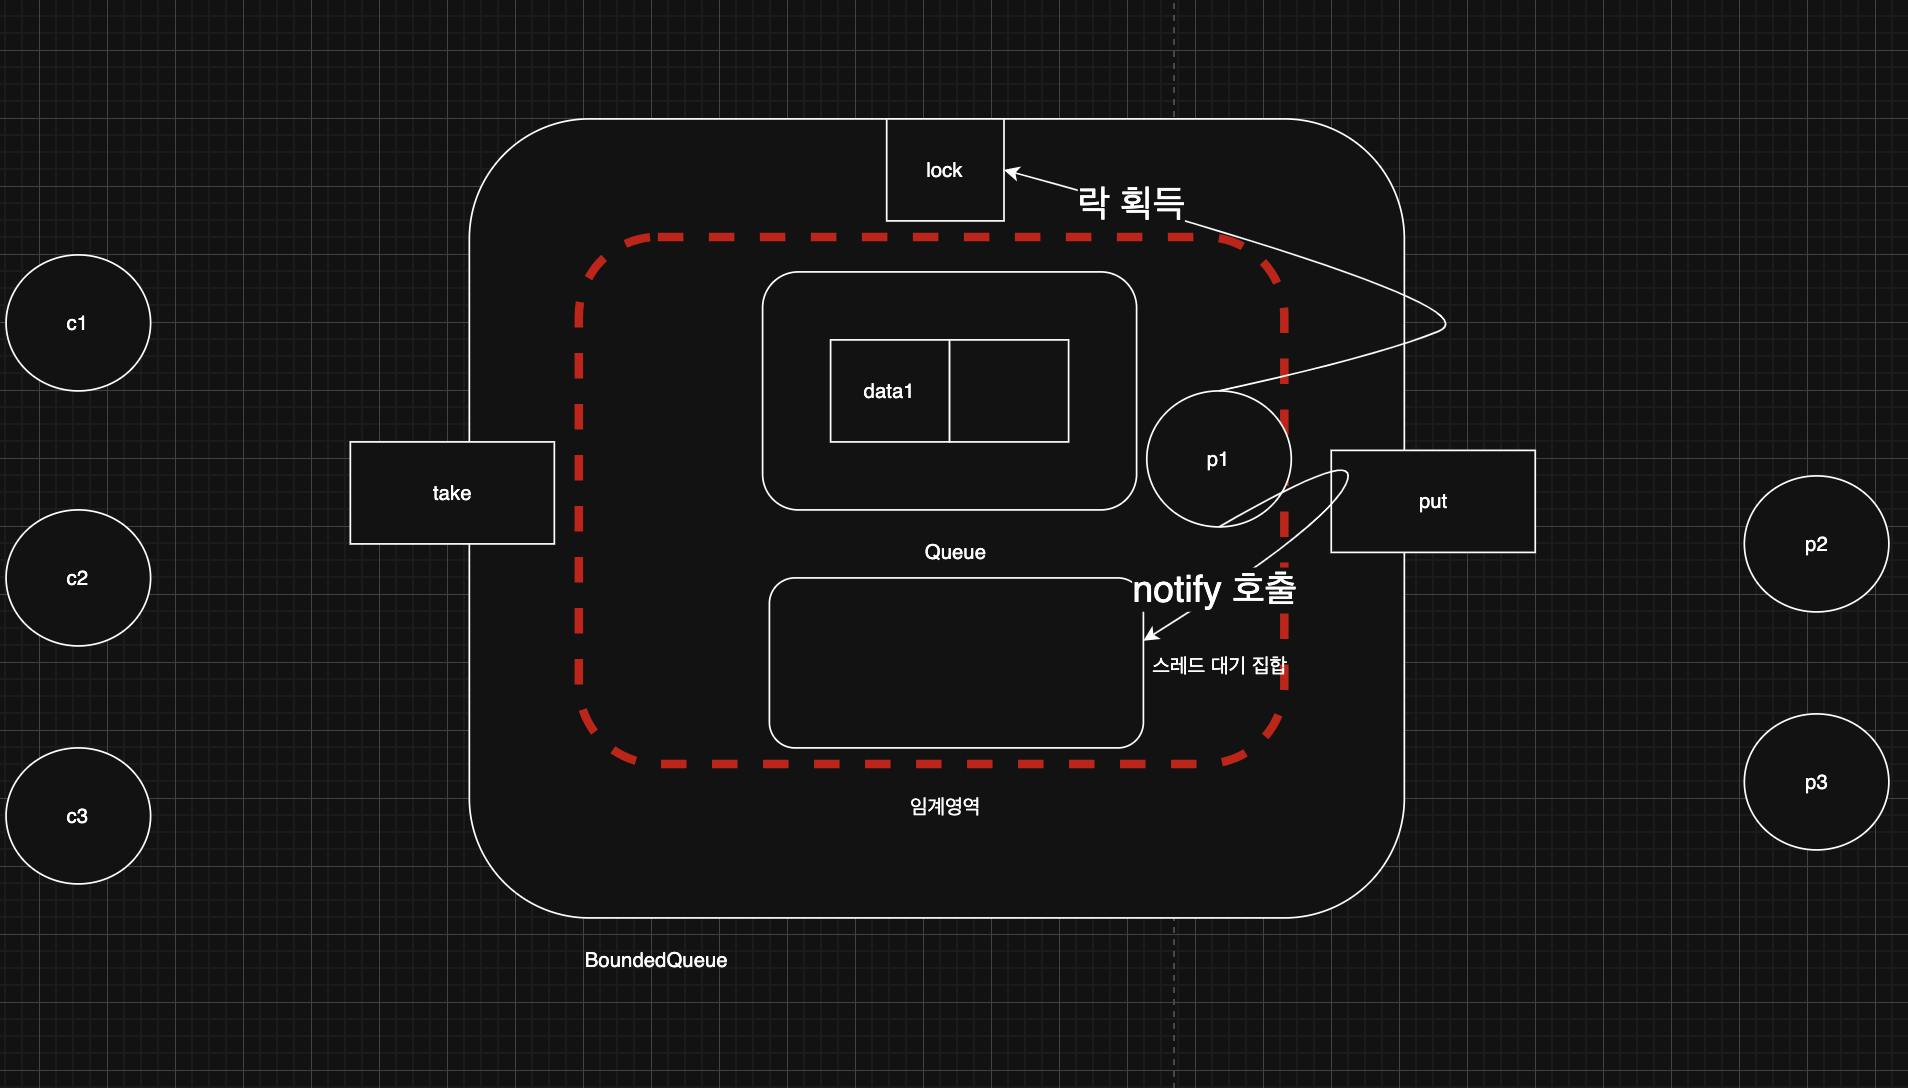 lock
락 획득
c1
data1
p1
take
put
p2
c2
Queue
notify 호출
스레드 대기 집합
c3
p3
임계영역
BoundedQueue